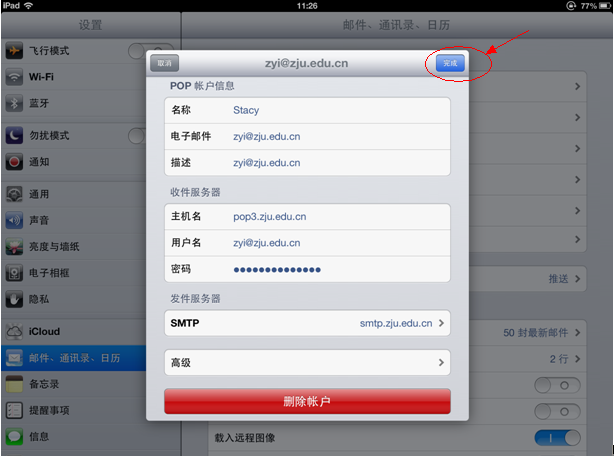 iPad 11:26 77%
设置
邮件、通讯录、日历
飞行模式
Wi-Fi
蓝牙
勿扰模式
通知
通用
声音
亮度与墙纸
电子相框
隐私
iCloud
邮件、通讯录、日历
备忘录
提醒事项
信息
取消 zyi@zju.edu.cn 完成
POP 帐户信息
名称 Stacy
电子邮件 zyi@zju.edu.cn
描述 zyi@zju.edu.cn
收件服务器
主机名 pop3.zju.edu.cn
用户名 zyi@zju.edu.cn
密码 ●●●●●●●●●●●●●●
发件服务器
SMTP smtp.zju.edu.cn
高级
删除帐户
推送
50 封最新邮件
2 行
载入远程图像